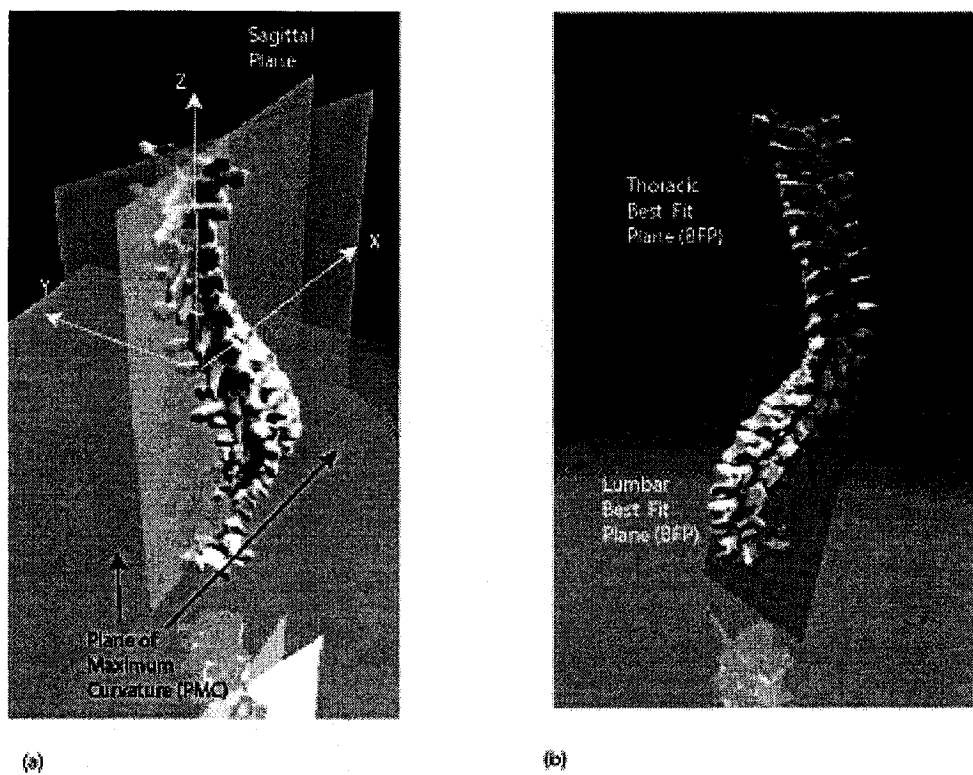 Sagittal
Plane
Z
X
Y
Plane of
Maximum
Curvature (PMC)
(a)
Thoracic
Best Fit
Plane (BFP)
Lumbar
Best Fit
Plane (BFP)
(b)